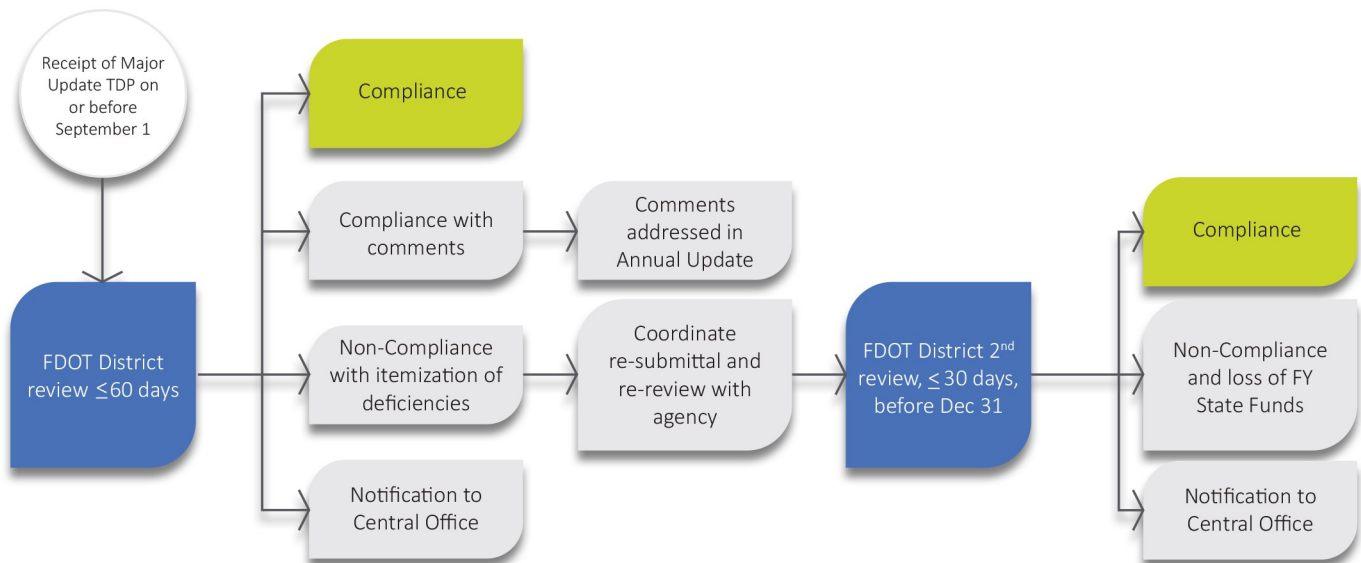 Receipt of Major
Update TDP on
or before
September 1
FDOT District
review ≤60 days
Compliance
Compliance with
comments
Comments
addressed in
Annual Update
Non-Compliance
with itemization of
deficiencies
Coordinate
re-submittal and
re-review with
agency
Notification to
Central Office
FDOT District 2nd
review, ≤ 30 days,
before Dec 31
Compliance
Non-Compliance
and loss of FY
State Funds
Notification to
Central Office